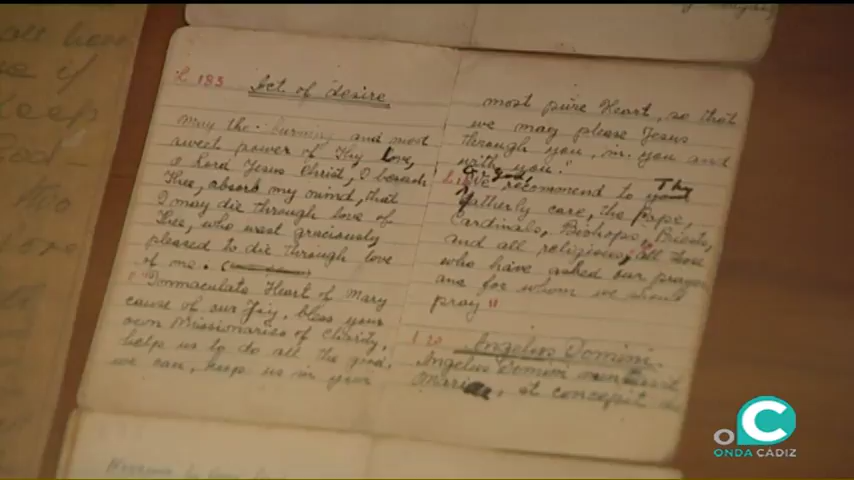 all
if
Keep
God
L 183 Act of desire
May the burning and most
sweet power of Thy Love,
O Lord Jesus Christ, I beseech
Thee, absorb my mind, that
I may die through love of
Thee, who wast graciously
pleased to die through love
of me.
"Immaculate Heart of Mary
cause of our Joy, bless your
own Missionaries of Charity,
help us to do all the good
we can, keep us in your
most pure Heart, so that
we may please Jesus
through you, in you and
with you."
We recommend to your Thy
fatherly care, the Pope,
Cardinals, Bishops, Priests,
and all religious, all those
who have asked our prayers
and for whom we should
pray"
Angelus Domini
Angelus Domini
Mariae, et concepit
ONDA CÁDIZ